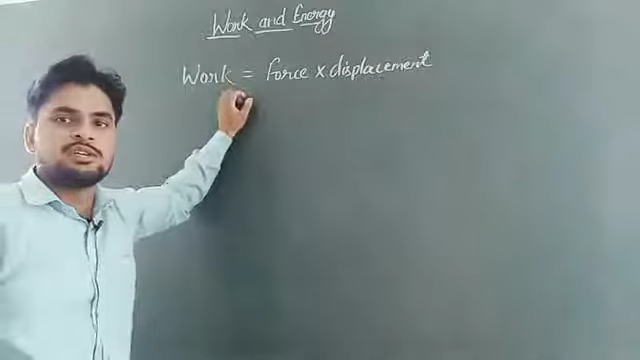 Work and Energy
Work = Force x displacement